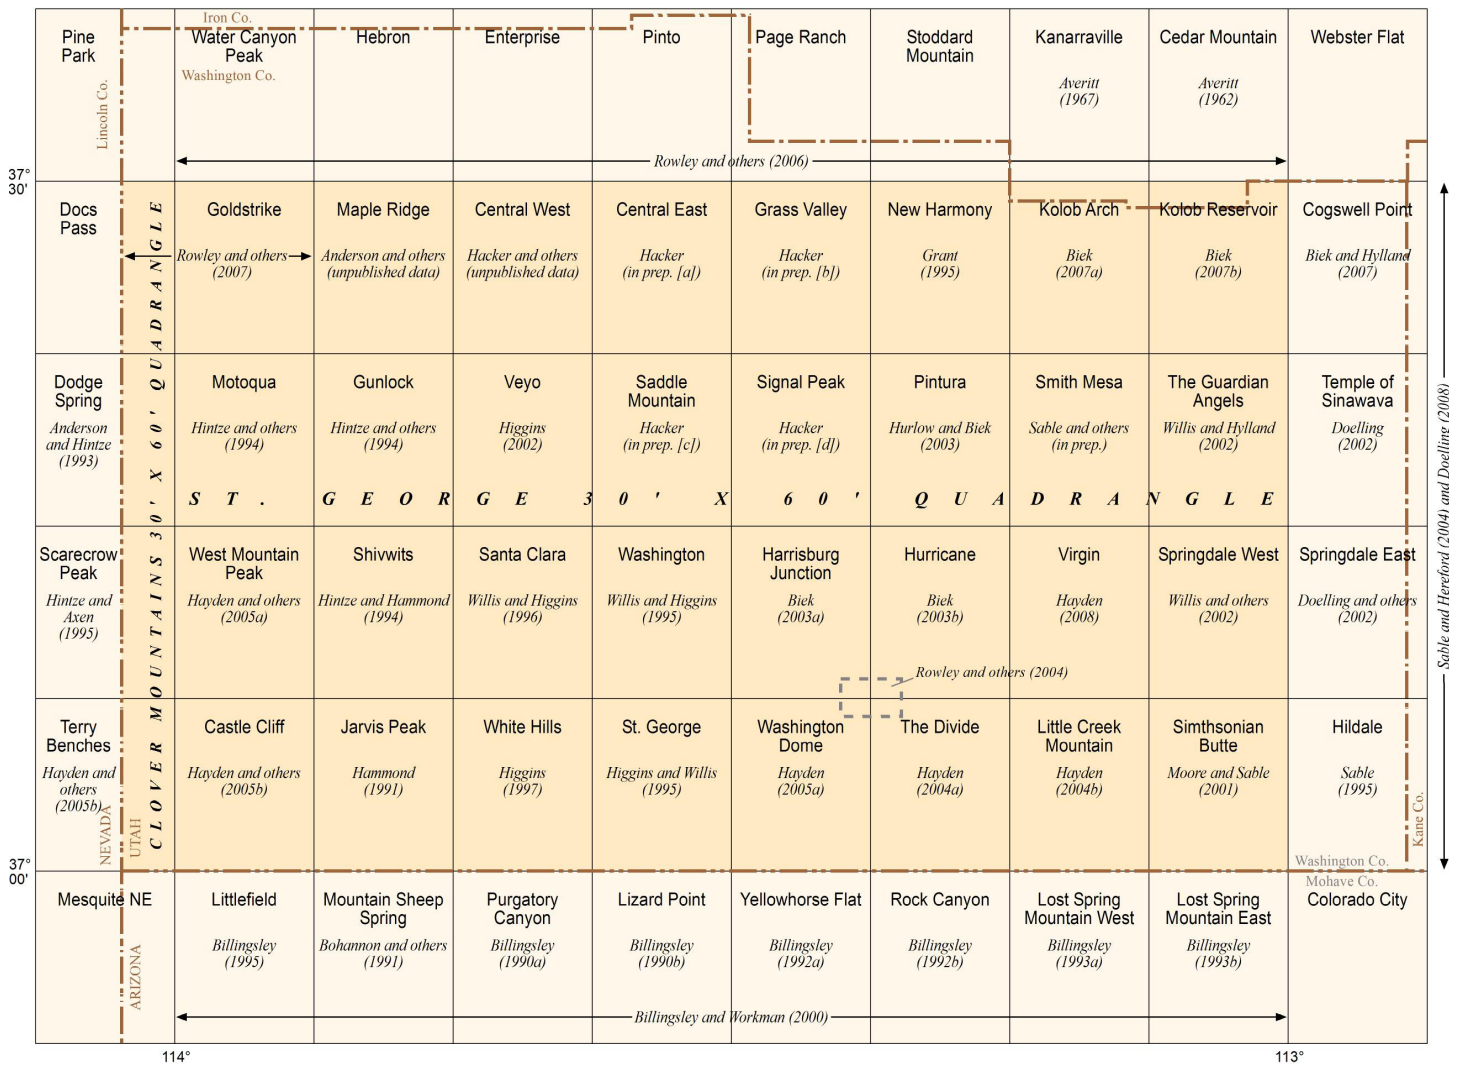 Iron Co.
Pine
Park
Water Canyon
Peak
Hebron
Enterprise
Pinto
Page Ranch
Stoddard
Mountain
Kanarraville
Cedar Mountain
Webster Flat
Washington Co.
Lincoln Co.
Averitt
(1967)
Averitt
(1962)
Rowley and others (2006)
37°
30'
Docs
Pass
Goldstrike
Maple Ridge
Central West
Central East
Grass Valley
New Harmony
Kolob Arch
Kolob Reservoir
Cogswell Point
Rowley and others
(2007)
Anderson and others
(unpublished data)
Hacker and others
(unpublished data)
Hacker
(in prep. [a])
Hacker
(in prep. [b])
Grant
(1995)
Biek
(2007a)
Biek
(2007b)
Biek and Hylland
(2007)
CLOVER MOUNTAINS 30' X 60' QUADRANGLE
Sable and Hereford (2004) and Doelling (2008)
Dodge
Spring
Motoqua
Gunlock
Veyo
Saddle
Mountain
Signal Peak
Pintura
Smith Mesa
The Guardian
Angels
Temple of
Sinawava
Anderson
and Hintze
(1993)
Hintze and others
(1994)
Hintze and others
(1994)
Higgins
(2002)
Hacker
(in prep. [c])
Hacker
(in prep. [d])
Hurlow and Biek
(2003)
Sable and others
(in prep.)
Willis and Hylland
(2002)
Doelling
(2002)
ST. GEORGE 30' X 60' QUADRANGLE
Scarecrow
Peak
West Mountain
Peak
Shivwits
Santa Clara
Washington
Harrisburg
Junction
Hurricane
Virgin
Springdale West
Springdale East
Hintze and
Axen
(1995)
Hayden and others
(2005a)
Hintze and Hammond
(1994)
Willis and Higgins
(1996)
Willis and Higgins
(1995)
Biek
(2003a)
Biek
(2003b)
Hayden
(2008)
Willis and others
(2002)
Doelling and others
(2002)
Rowley and others (2004)
Terry
Benches
Castle Cliff
Jarvis Peak
White Hills
St. George
Washington
Dome
The Divide
Little Creek
Mountain
Simthsonian
Butte
Hildale
Hayden and
others
(2005b)
Hayden and others
(2005b)
Hammond
(1991)
Higgins
(1997)
Higgins and Willis
(1995)
Hayden
(2005a)
Hayden
(2004a)
Hayden
(2004b)
Moore and Sable
(2001)
Sable
(1995)
NEVADA
UTAH
Kane Co.
Washington Co.
37°
00'
Mohave Co.
Mesquite NE
Littlefield
Mountain Sheep
Spring
Purgatory
Canyon
Lizard Point
Yellowhorse Flat
Rock Canyon
Lost Spring
Mountain West
Lost Spring
Mountain East
Colorado City
ARIZONA
Billingsley
(1995)
Bohannon and others
(1991)
Billingsley
(1990a)
Billingsley
(1990b)
Billingsley
(1992a)
Billingsley
(1992b)
Billingsley
(1993a)
Billingsley
(1993b)
Billingsley and Workman (2000)
114°
113°